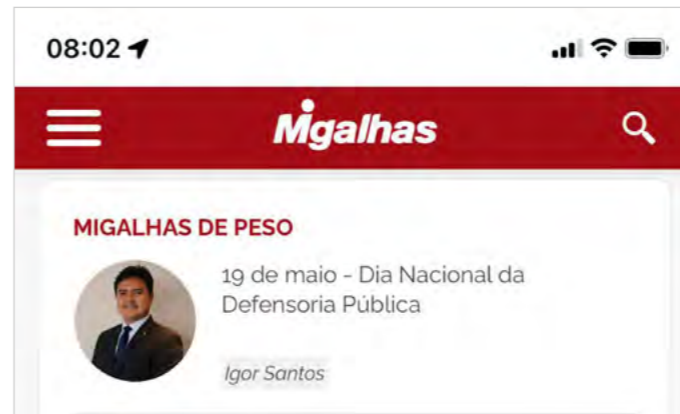 08:02
Migalhas
MIGALHAS DE PESO
19 de maio - Dia Nacional da
Defensoria Pública
Igor Santos